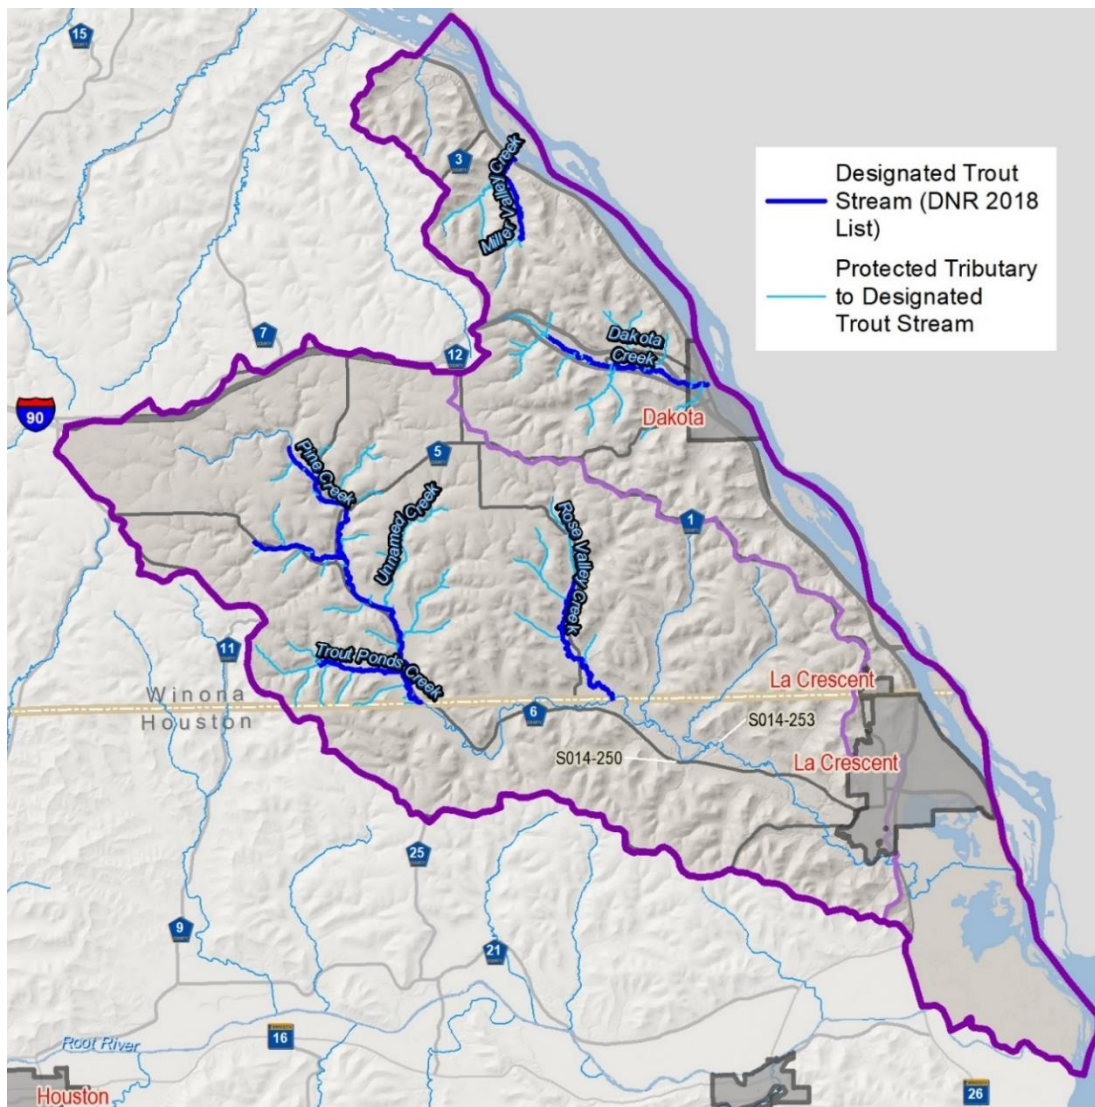 15
3
Miller Valley Creek
Designated Trout
Stream (DNR 2018
List)
Protected Tributary
to Designated
Trout Stream
7
12
Dakota
Creek
90
Dakota
Pine Creek
5
Unnamed Creek
Rose Valley Creek
1
11
Trout Ponds Creek
Winona
Houston
La Crescent
6
S014-253
S014-250
La Crescent
25
9
21
16
Root River
Houston
26